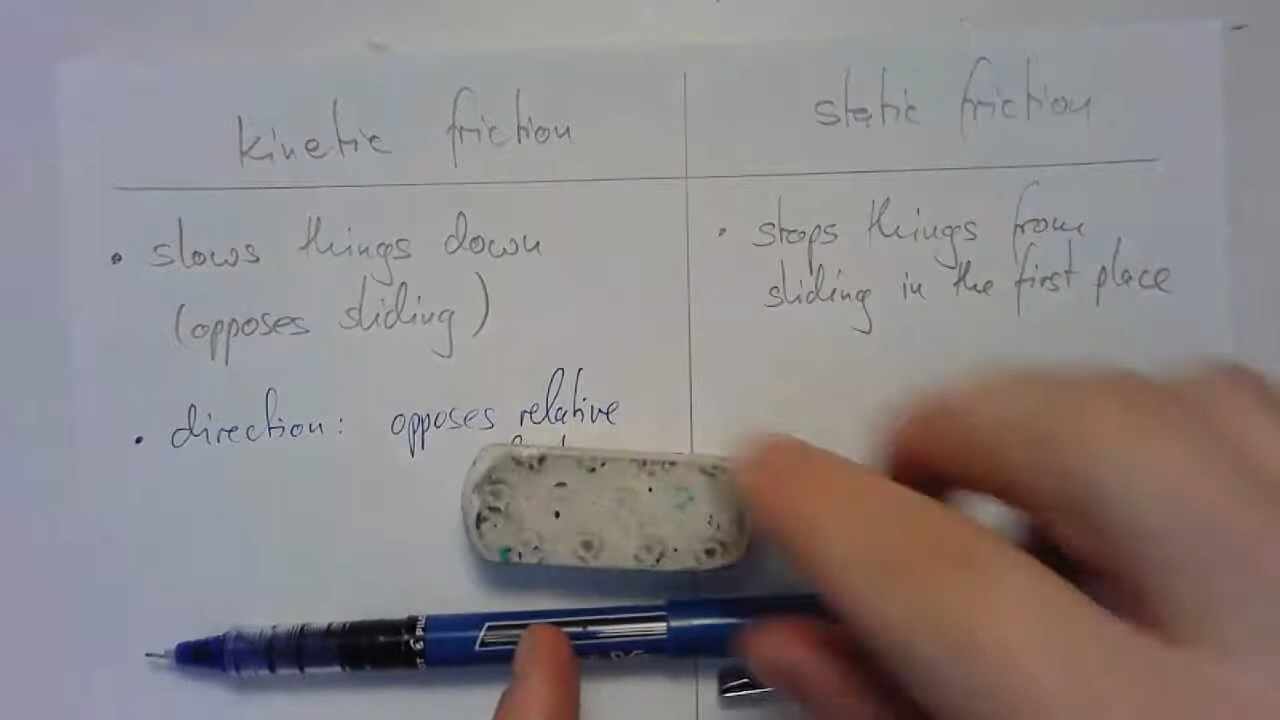 kinetic friction
static friction
• slows things down
(opposes sliding)
• direction: opposes relative
• stops things from
sliding in the first place